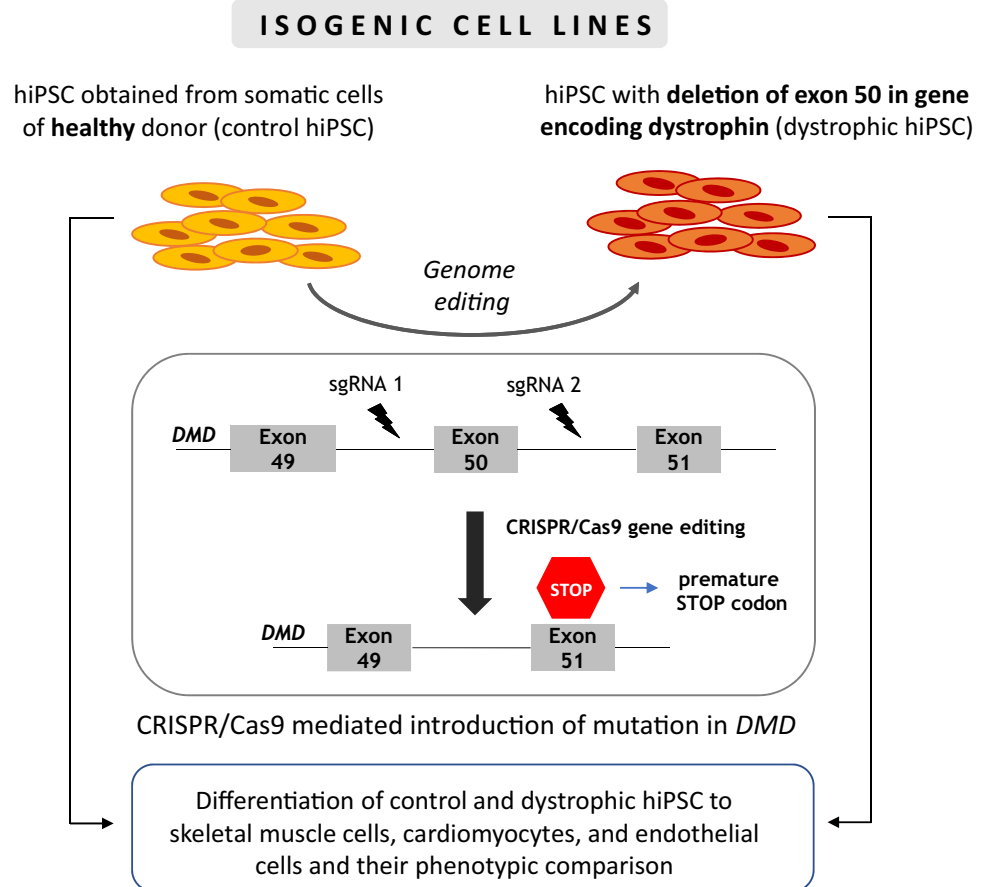 ISOGENIC CELL LINES
hiPSC obtained from somatic cells
of healthy donor (control hiPSC)
hiPSC with deletion of exon 50 in gene
encoding dystrophin (dystrophic hiPSC)
Genome
editing
sgRNA 1
sgRNA 2
DMD
Exon
49
Exon
50
Exon
51
CRISPR/Cas9 gene editing
STOP
premature
STOP codon
DMD
Exon
49
Exon
51
CRISPR/Cas9 mediated introduction of mutation in DMD
Differentiation of control and dystrophic hiPSC to
skeletal muscle cells, cardiomyocytes, and endothelial
cells and their phenotypic comparison